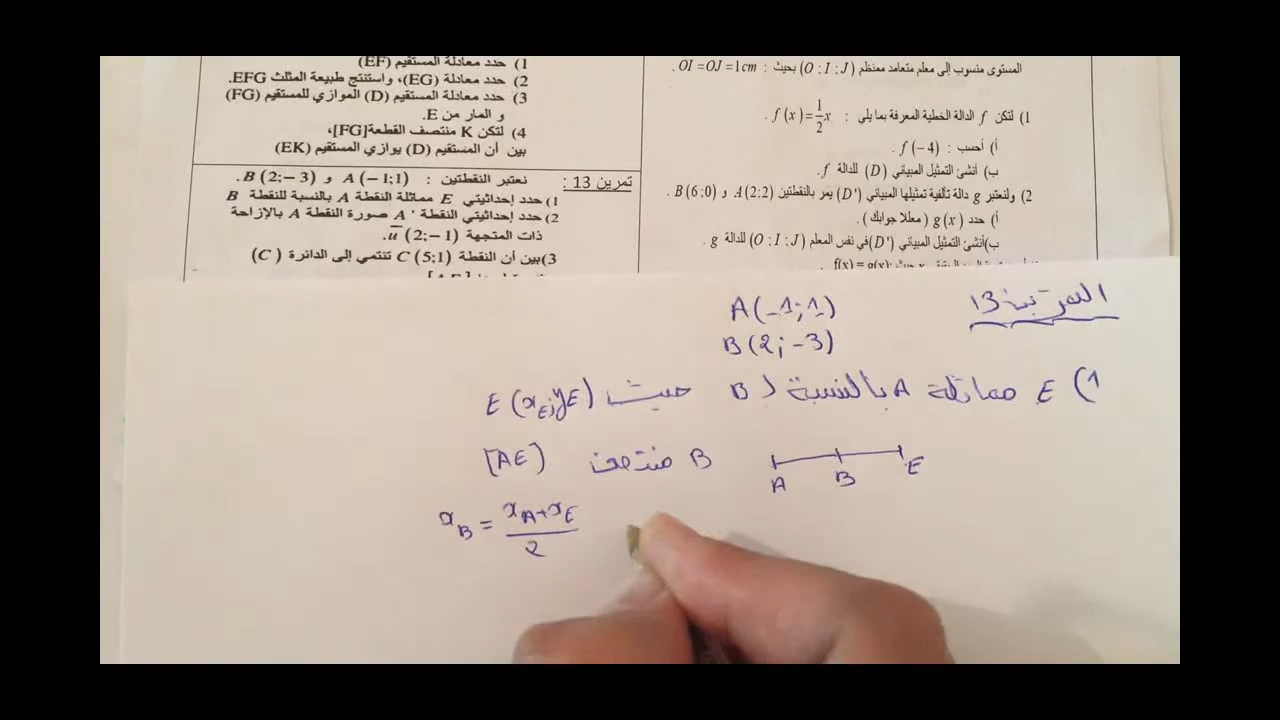 المستوى منسوب إلى معلم متعامد ممنظم (O ; I ; J) بحيث : OI =OJ =1cm .
1) لتكن f الدالة الخطية المعرفة بما يلي : f (x)=1/2x .
أ) أحسب : f (−4) .
ب) أنشئ التمثيل المبياني (D) للدالة f.
2) ولنعتبر g دالة تألفية تمثيلها المبياني (D') يمر بالنقطتين A(2;2) و B(6;0) .
أ) حدد g(x) ( معللا جوابك ).
ب)أنشئ التمثيل المبياني (D')في نفس المعلم (O ; I ; J) للدالة g .
1) حدد معادلة المستقيم (EF)
2) حدد معادلة (EG)، واستنتج طبيعة المثلث EFG.
3) حدد معادلة المستقيم (D) الموازي للمستقيم (FG)
و المار من E.
4) لتكن K منتصف القطعة[FG]،
بين أن المستقيم (D) يوازي المستقيم (EK)
تمرين 13 : نعتبر النقطتين : A(−1;1) و B(2;−3).
1) حدد إحداثيتي E مماثلة النقطة A بالنسبة للنقطة B
2) حدد إحداثيتي النقطة A' صورة النقطة A بالإزاحة
ذات المتجهة u(2;−1).
3)بين أن النقطة C(5;1) تنتمي إلى الدائرة (C)
التمرين 13
A(-1;1)
B(2;-3)
1) E مماثلة A بالنسبة ل B حيث E(xE;yE)
A B E
B منتصف [AE]
xB = xA+xE/2